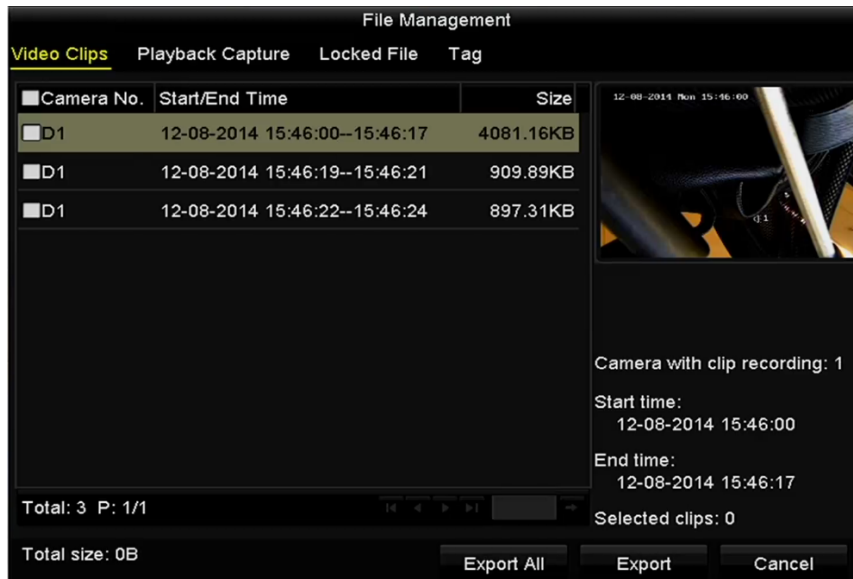 File Management
Video Clips Playback Capture Locked File Tag
Camera No. Start/End Time Size
D1 12-08-2014 15:46:00--15:46:17 4081.16KB
D1 12-08-2014 15:46:19--15:46:21 909.89KB
D1 12-08-2014 15:46:22--15:46:24 897.31KB
12-08-2014 Mon 15:46:00
Camera with clip recording: 1
Start time:
12-08-2014 15:46:00
End time:
12-08-2014 15:46:17
Selected clips: 0
Total: 3 P: 1/1
Total size: 0B
Export All Export Cancel